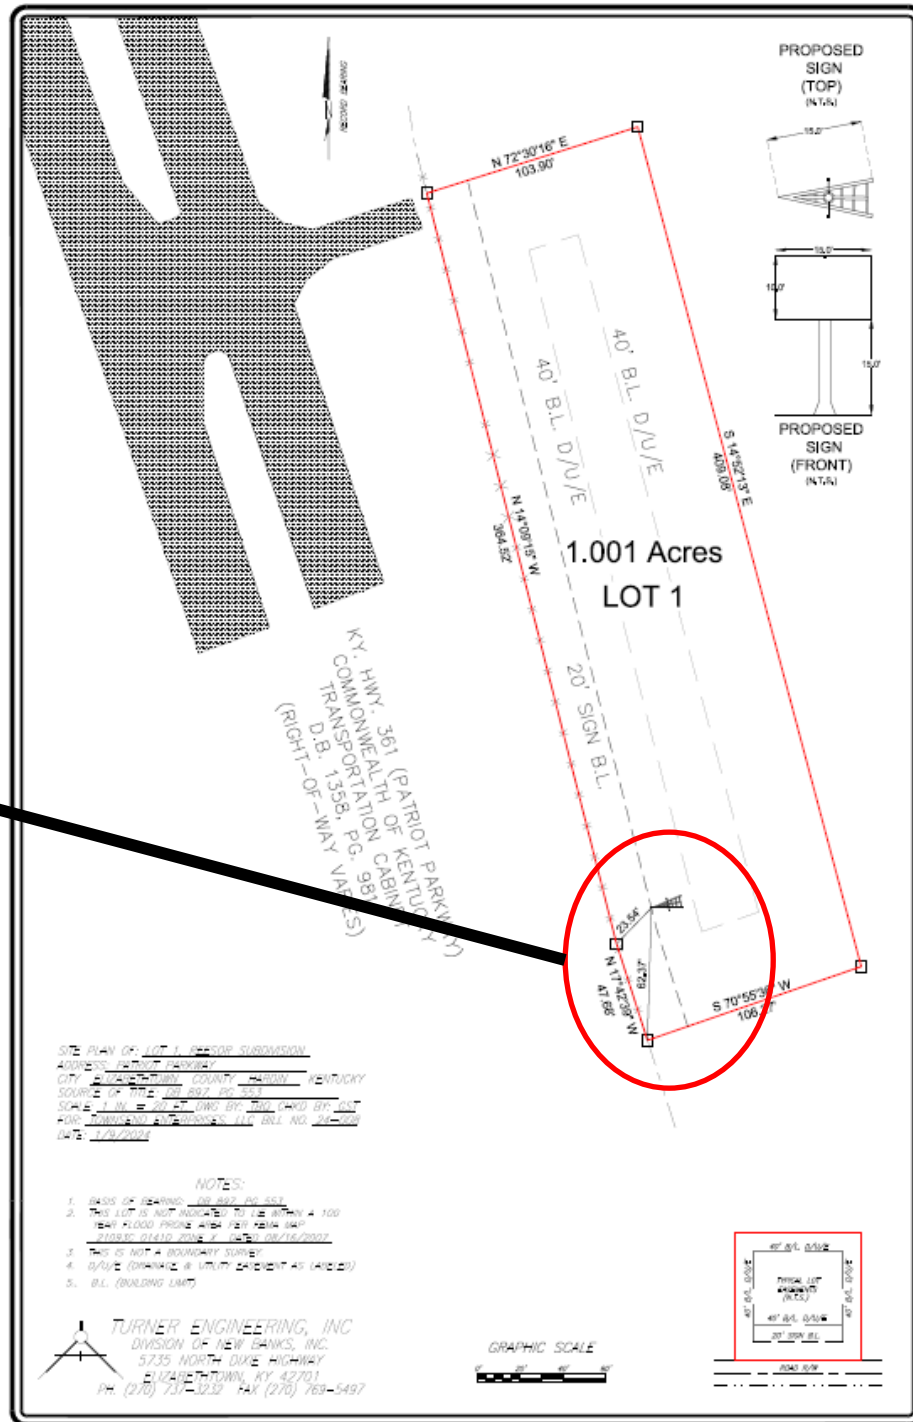 RECORD BEARING
PROPOSED
SIGN
(TOP)
(N.T.S.)
15.0'
N 72°30'16" E
103.90'
15.0'
10.0'
15.0'
PROPOSED
SIGN
(FRONT)
(N.T.S.)
40' B.L. D/U/E
40' B.L. D/U/E
S 14°52'13" E
409.08'
N 14°09'15" W
364.52'
1.001 Acres
LOT 1
20' SIGN B.L.
KY. HWY. 361 (PATRIOT PARKWAY)
COMMONWEALTH OF KENTUCKY
TRANSPORTATION CABINET
D.B. 1358, PG. 981
(RIGHT-OF-WAY VARIES)
23.54'
62.37'
N 17°42'39" W
47.66'
S 70°55'36" W
SITE PLAN OF: LOT 1, REESOR SUBDIVISION
ADDRESS: PATRIOT PARKWAY
CITY ELIZABETHTOWN COUNTY HARDIN KENTUCKY
SOURCE OF TITLE: DB 897, PG 553
SCALE: 1 IN. = 20 FT. DWG BY: TRQ CHKD BY: GST
FOR: TOWNSEND ENTERPRISES, LLC BILL NO. 24-008
DATE: 1/9/2024
NOTES:
1. BASIS OF BEARING: DB 897, PG 553
2. THIS LOT IS NOT INDICATED TO LIE WITHIN A 100
YEAR FLOOD PRONE AREA PER FEMA MAP
21093C 0141D ZONE X DATED 08/16/2007
3. THIS IS NOT A BOUNDARY SURVEY.
4. D/U/E (DRAINAGE & UTILITY EASEMENT AS LABELED)
5. B.L. (BUILDING LIMIT)
TURNER ENGINEERING, INC
DIVISION OF NEW BANKS, INC.
5735 NORTH DIXIE HIGHWAY
ELIZABETHTOWN, KY 42701
PH. (270) 737-3232 FAX (270) 769-5497
GRAPHIC SCALE
0' 20' 40' 60'
40' B/L D/U/E
40' B/L D/U/E
TYPICAL LOT
EASEMENTS
(N.T.S.)
40' B/L D/U/E
40' B/L D/U/E
20' SIGN B.L.
ROAD R/W